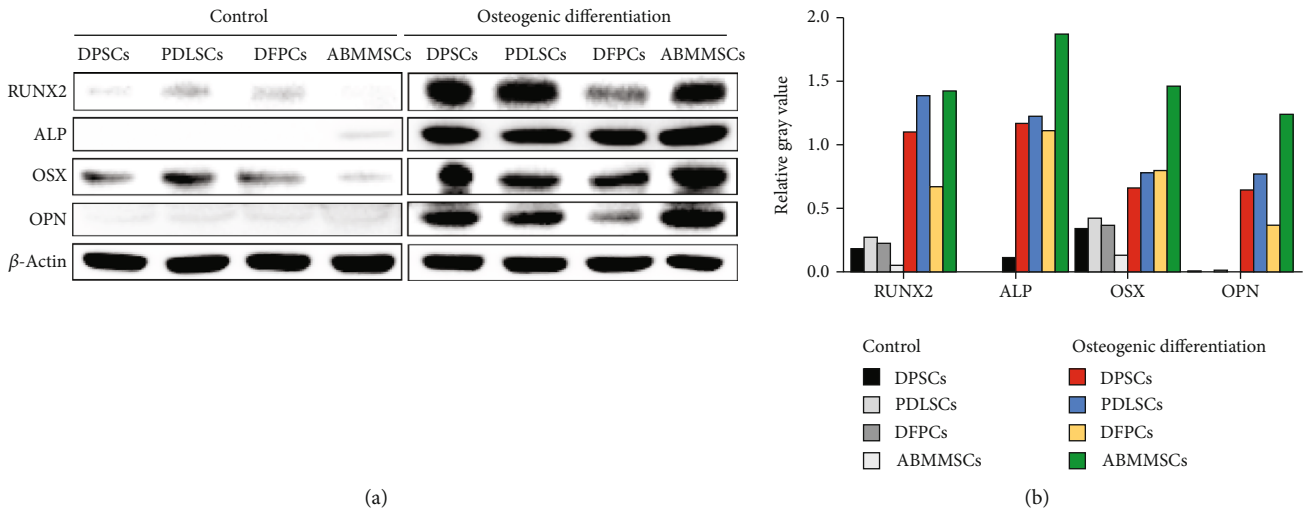 Control
Osteogenic differentiation
DPSCs PDLSCs DFPCs ABMMSCs
DPSCs PDLSCs DFPCs ABMMSCs
RUNX2
ALP
OSX
OPN
β-Actin
(a)
Relative gray value
2.0
1.5
1.0
0.5
0.0
RUNX2 ALP OSX OPN
Control
DPSCs
PDLSCs
DFPCs
ABMMSCs
Osteogenic differentiation
DPSCs
PDLSCs
DFPCs
ABMMSCs
(b)